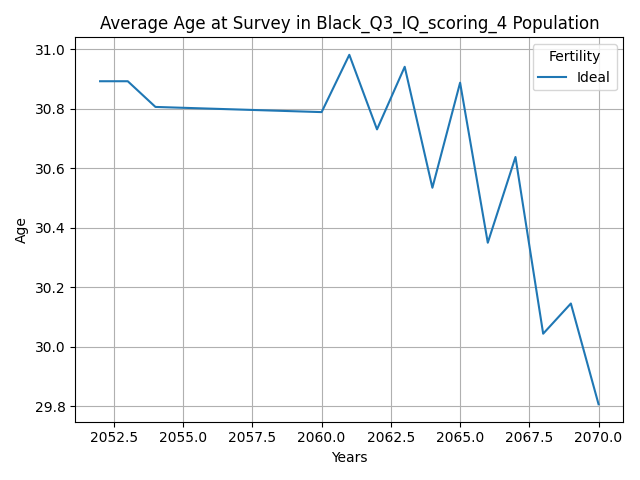 Average Age at Survey in Black_Q3_IQ_scoring_4 Population
Fertility
Ideal
Age
31.0
30.8
30.6
30.4
30.2
30.0
29.8
2052.5 2055.0 2057.5 2060.0 2062.5 2065.0 2067.5 2070.0
Years